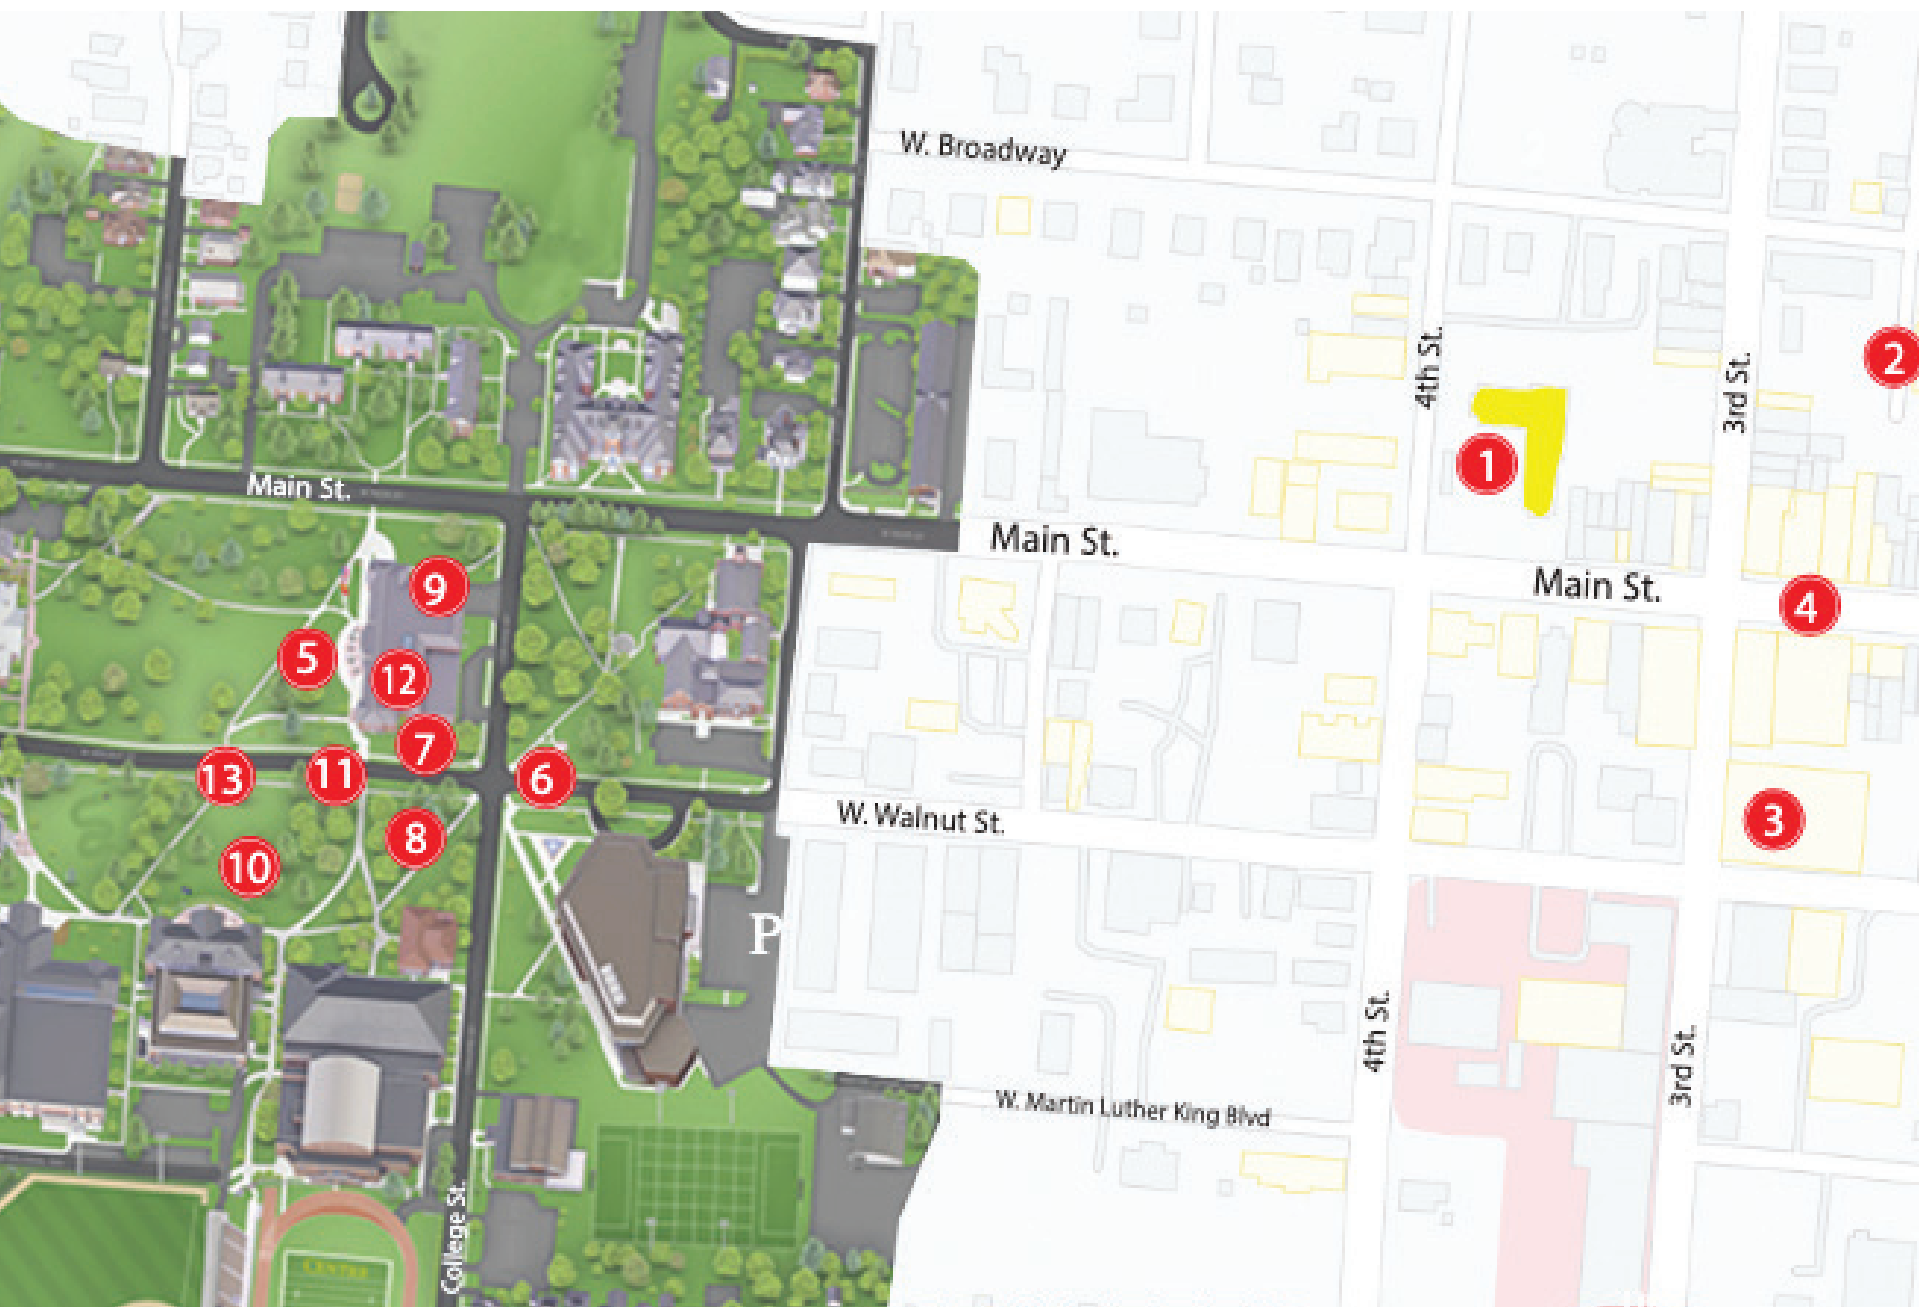 W. Broadway
4th St.
3rd St.
2
1
Main St.
Main St.
Main St.
9
4
5
12
7
13
11
6
3
W. Walnut St.
8
10
P
4th St.
3rd St.
W. Martin Luther King Blvd
College St.
CENTRE